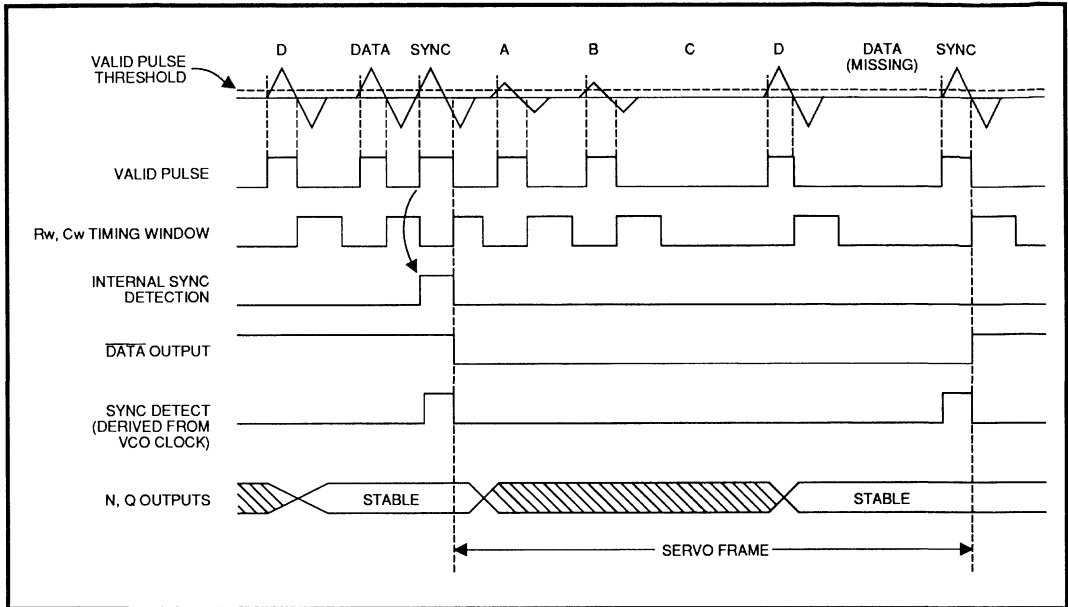 D DATA SYNC A B C D DATA SYNC
(MISSING)
VALID PULSE
THRESHOLD
VALID PULSE
Rw, Cw TIMING WINDOW
INTERNAL SYNC
DETECTION
D̅A̅T̅A̅ OUTPUT
SYNC DETECT
(DERIVED FROM
VCO CLOCK)
N, Q OUTPUTS
STABLE STABLE
SERVO FRAME